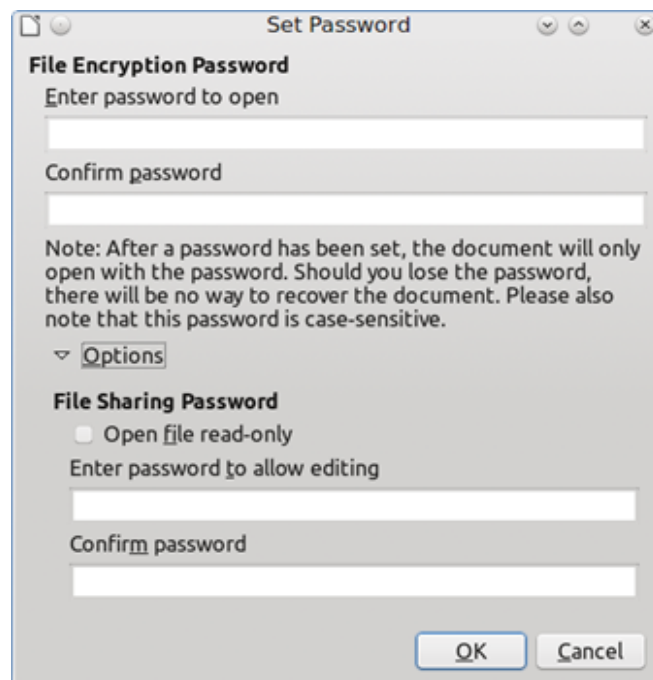 Set Password
File Encryption Password
Enter password to open
Confirm password
Note: After a password has been set, the document will only
open with the password. Should you lose the password,
there will be no way to recover the document. Please also
note that this password is case-sensitive.
Options
File Sharing Password
Open file read-only
Enter password to allow editing
Confirm password
OK Cancel